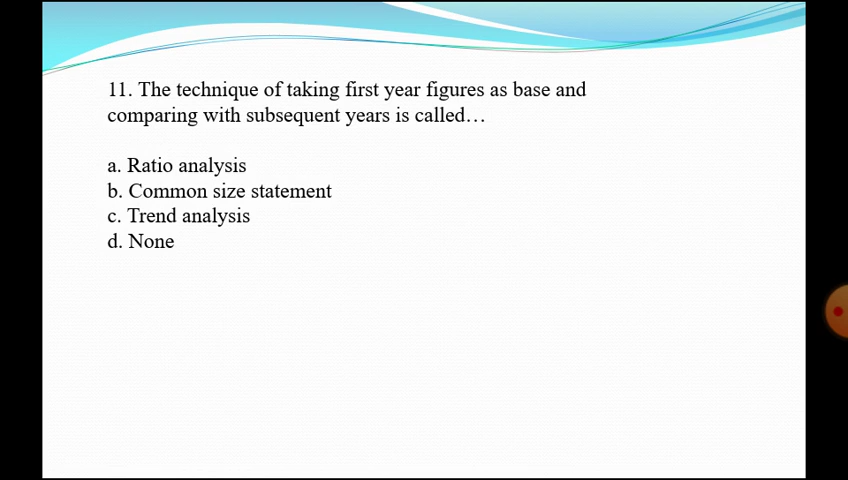 11. The technique of taking first year figures as base and
comparing with subsequent years is called…
a. Ratio analysis
b. Common size statement
c. Trend analysis
d. None